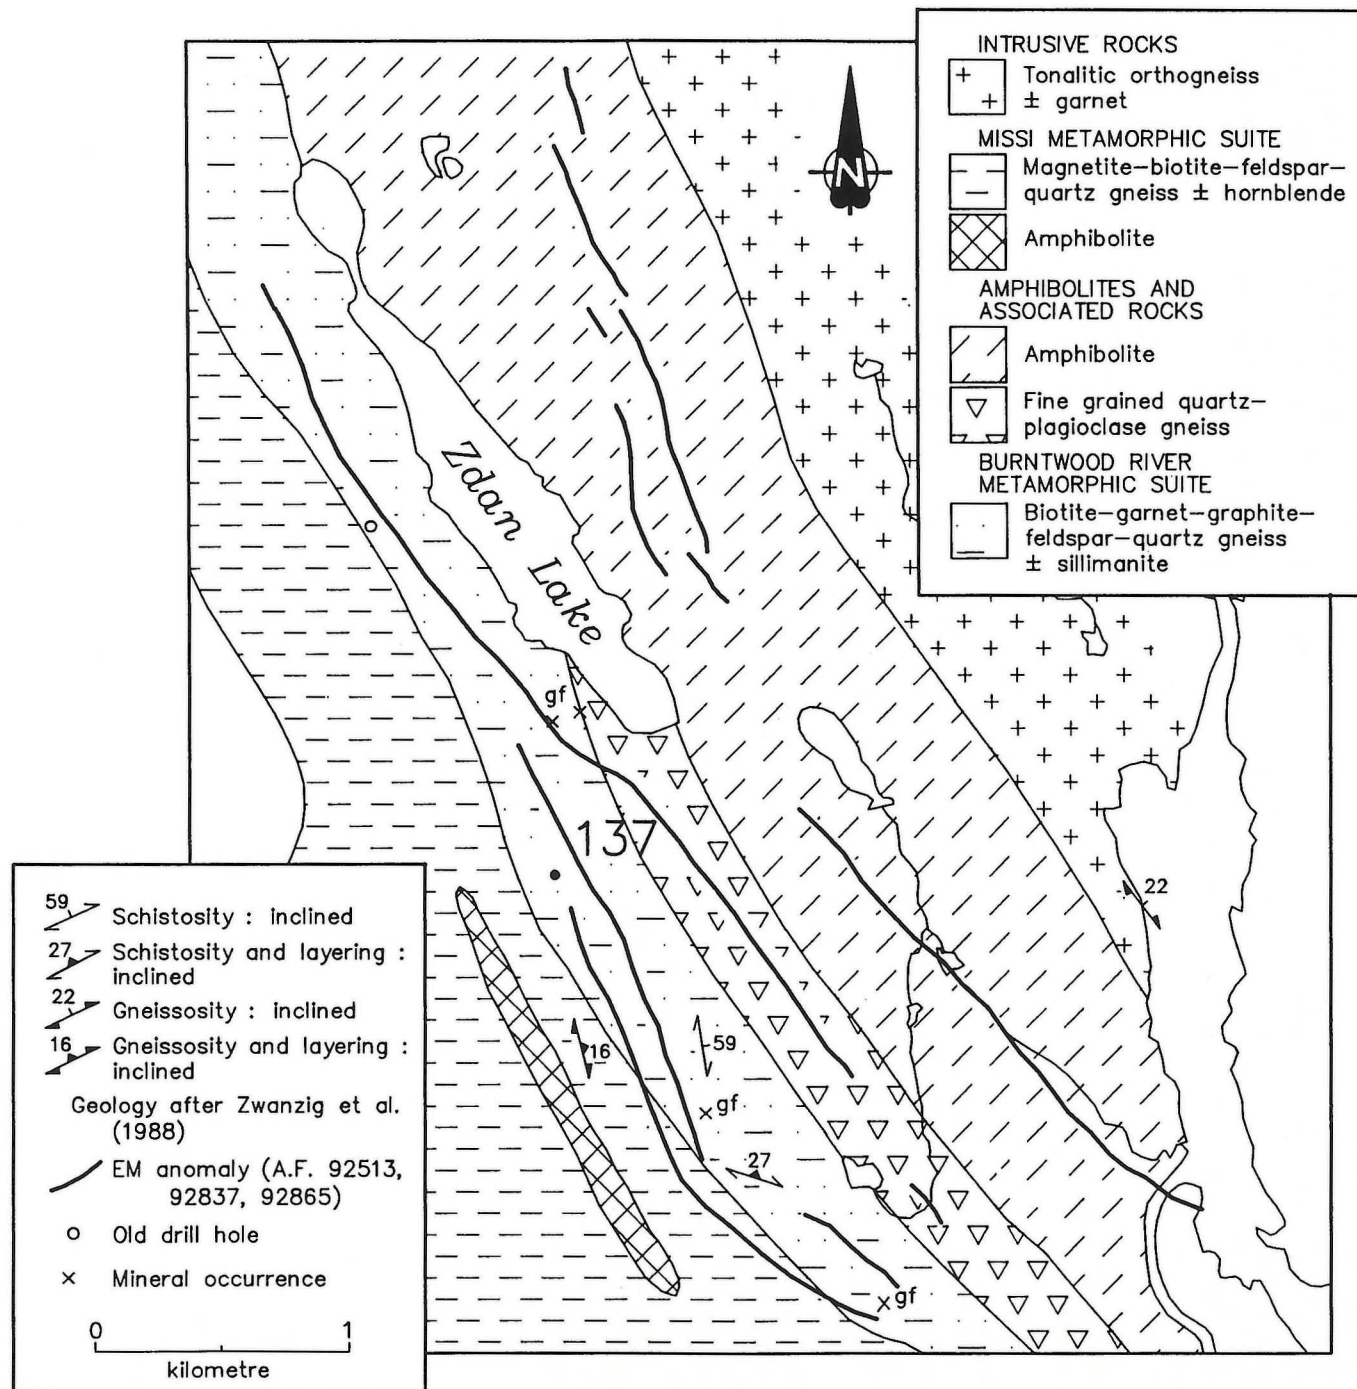 INTRUSIVE ROCKS
Tonalitic orthogneiss
± garnet
MISSI METAMORPHIC SUITE
Magnetite-biotite-feldspar-
quartz gneiss ± hornblende
Amphibolite
AMPHIBOLITES AND
ASSOCIATED ROCKS
Amphibolite
Fine grained quartz-
plagioclase gneiss
BURNTWOOD RIVER
METAMORPHIC SUITE
Biotite-garnet-graphite-
feldspar-quartz gneiss
± sillimanite
N
Zdan Lake
gf
137
22
16
59
gf
27
gf
59 Schistosity : inclined
27 Schistosity and layering :
inclined
22 Gneissosity : inclined
16 Gneissosity and layering :
inclined
Geology after Zwanzig et al.
(1988)
EM anomaly (A.F. 92513,
92837, 92865)
Old drill hole
Mineral occurrence
0 1
kilometre